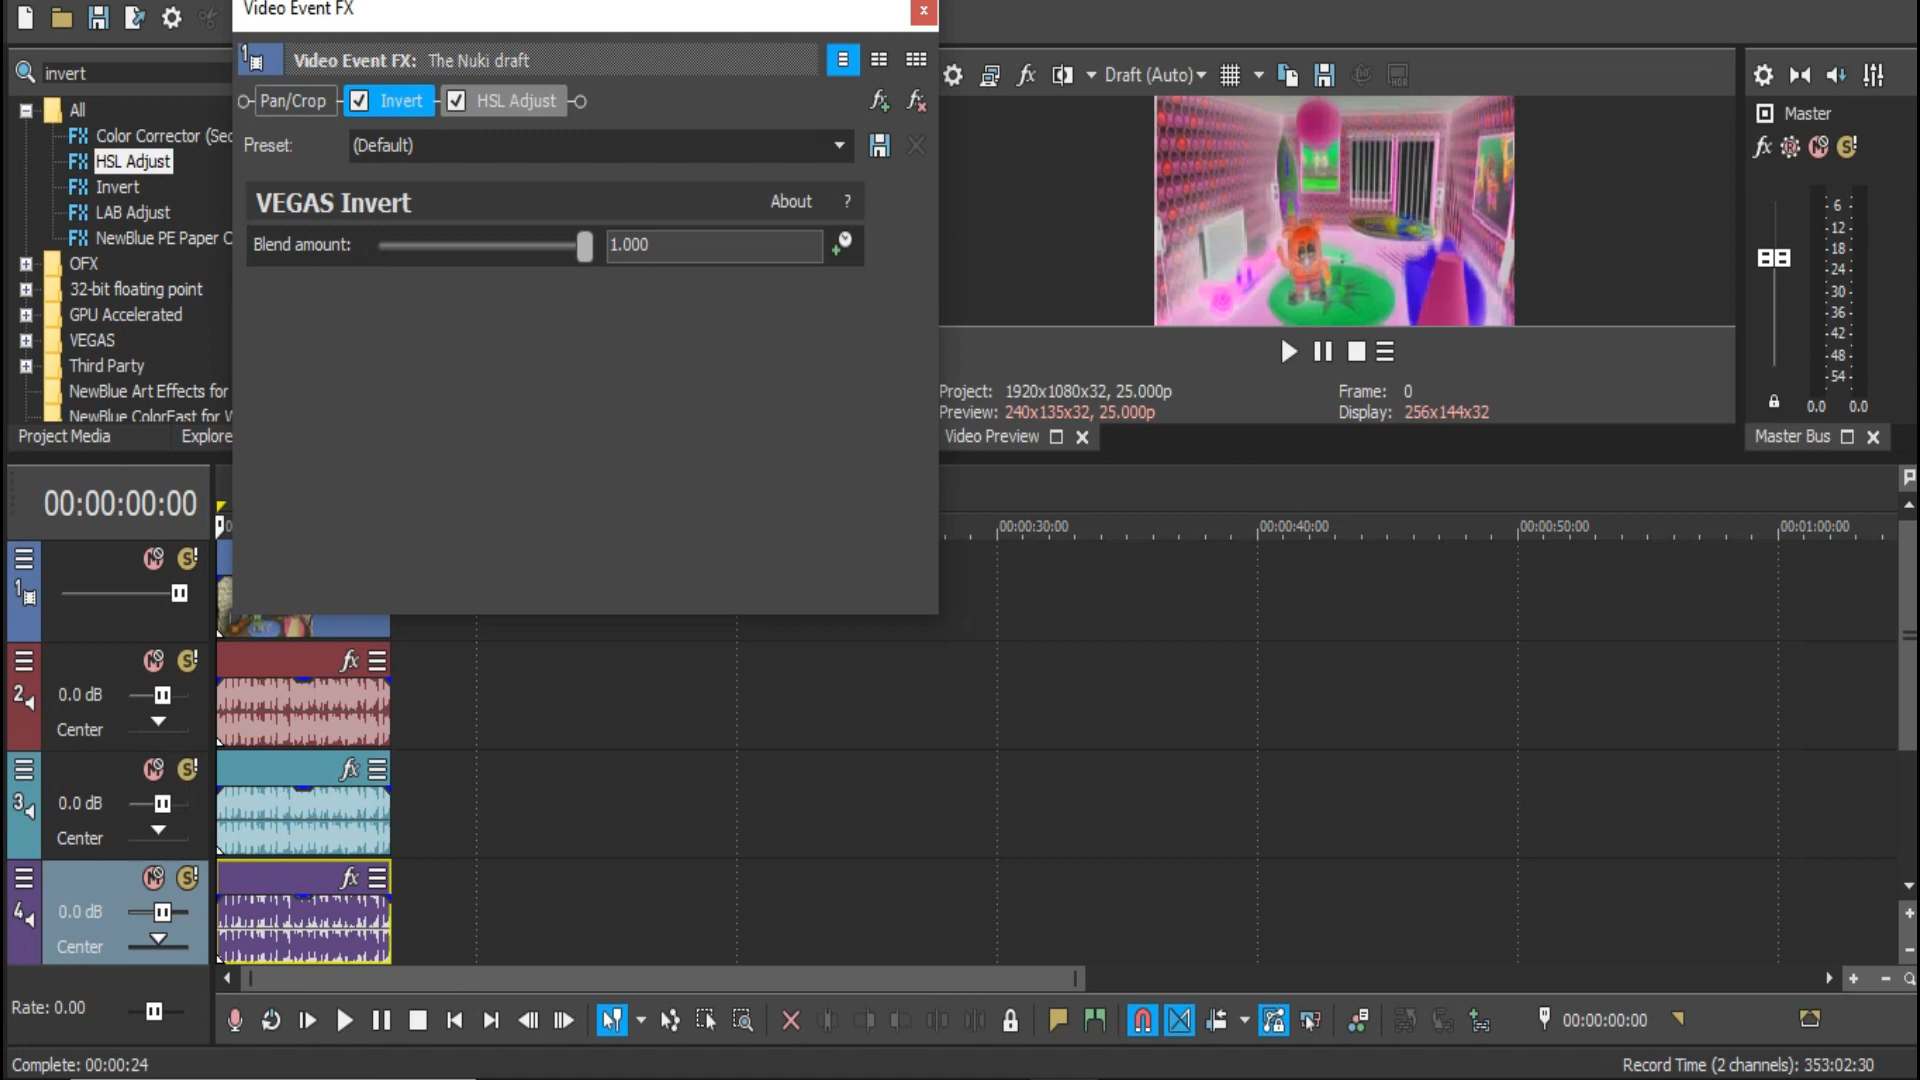 Video Event FX
x
invert
1
Video Event FX: The Nuki draft
Draft (Auto)
Pan/Crop
Invert
HSL Adjust
Preset:
(Default)
All
FX Color Corrector (Sec
FX HSL Adjust
FX Invert
FX LAB Adjust
FX NewBlue PE Paper C
OFX
32-bit floating point
GPU Accelerated
VEGAS
Third Party
NewBlue Art Effects for
NewBlue ColorFast for W
VEGAS Invert
About
?
Blend amount:
1.000
Master
6
12
18
24
30
36
42
48
54
0.0
0.0
Project: 1920x1080x32, 25.000p
Preview: 240x135x32, 25.000p
Frame: 0
Display: 256x144x32
Project Media
Explore
Video Preview
Master Bus
00:00:00:00
00:00:30:00
00:00:40:00
00:00:50:00
00:01:00:00
1
2
0.0 dB
Center
3
0.0 dB
Center
4
0.0 dB
Center
Rate: 0.00
00:00:00:00
Complete: 00:00:24
Record Time (2 channels): 353:02:30